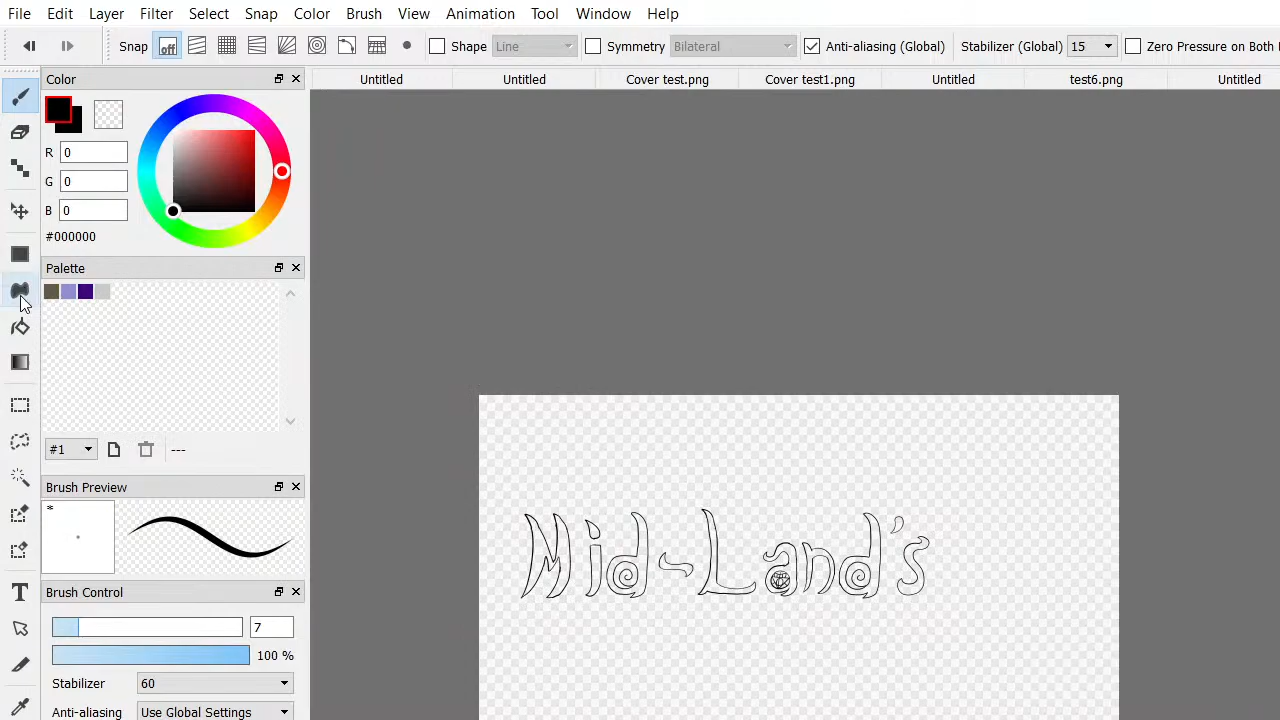 File Edit Layer Filter Select Snap Color Brush View Animation Tool Window Help
Snap off Shape Line Symmetry Bilateral Anti-aliasing (Global) Stabilizer (Global) 15 Zero Pressure on Both
Untitled Untitled Cover test.png Cover test1.png Untitled test6.png Untitled
Color
R 0
G 0
B 0
#000000
Palette
#1 ---
Brush Preview
*
Brush Control
7
100 %
Stabilizer 60
Anti-aliasing Use Global Settings
T
Mid~Land's